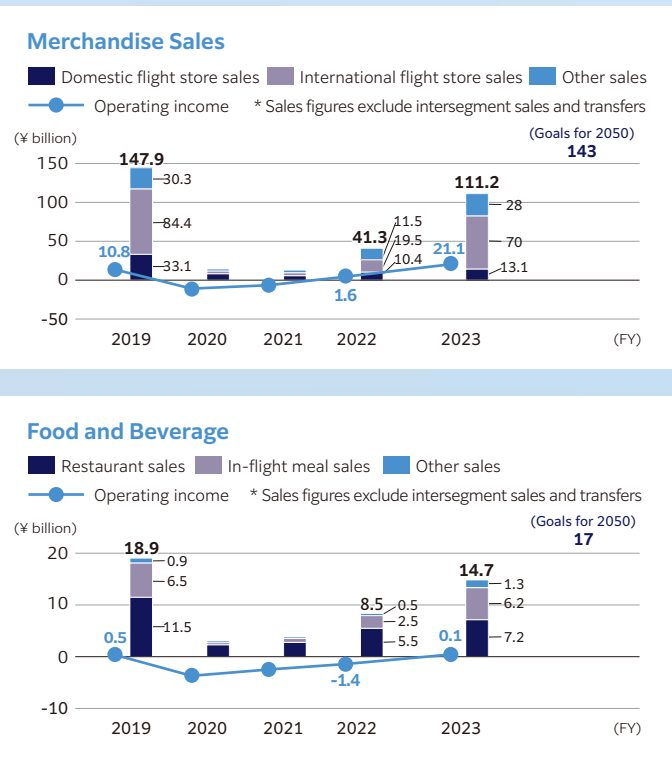 Merchandise Sales
Domestic flight store sales International flight store sales Other sales
Operating income * Sales figures exclude intersegment sales and transfers
(¥ billion) (Goals for 2050)
143
150 147.9
30.3
111.2
100 28
84.4
11.5
50 41.3 19.5 21.1 70
10.8 33.1 10.4 13.1
0
1.6
-50
2019 2020 2021 2022 2023 (FY)
Food and Beverage
Restaurant sales In-flight meal sales Other sales
Operating income * Sales figures exclude intersegment sales and transfers
(¥ billion) (Goals for 2050)
17
20 18.9
0.9
14.7
6.5 1.3
10 8.5 0.5 6.2
2.5
0.5 11.5 5.5 0.1 7.2
0
-1.4
-10
2019 2020 2021 2022 2023 (FY)